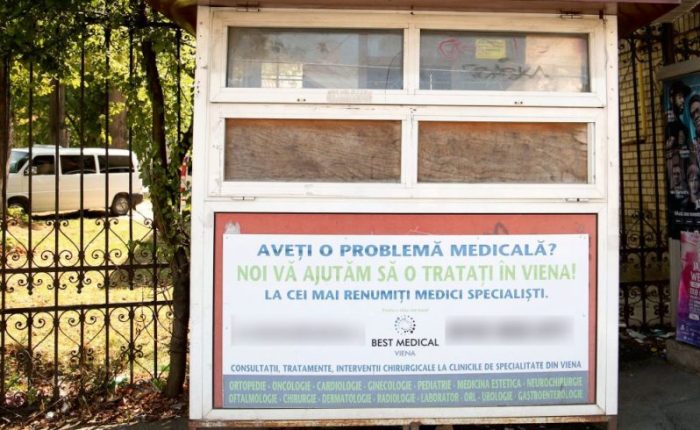 AVEȚI O PROBLEMĂ MEDICALĂ?
NOI VĂ AJUTĂM SĂ O TRATAȚI ÎN VIENA!
LA CEI MAI RENUMIȚI MEDICI SPECIALIȘTI.
BEST MEDICAL
VIENA
CONSULTAȚII, TRATAMENTE, INTERVENȚII CHIRURGICALE LA CLINICILE DE SPECIALITATE DIN VIENA
ORTOPEDIE - ONCOLOGIE - CARDIOLOGIE - GINECOLOGIE - PEDIATRIE - MEDICINA ESTETICA - NEUROCHIRURGIE
OFTALMOLOGIE - CHIRURGIE - DERMATOLOGIE - RADIOLOGIE - LABORATOR - ORL - UROLOGIE - GASTROENTEROLOGIE